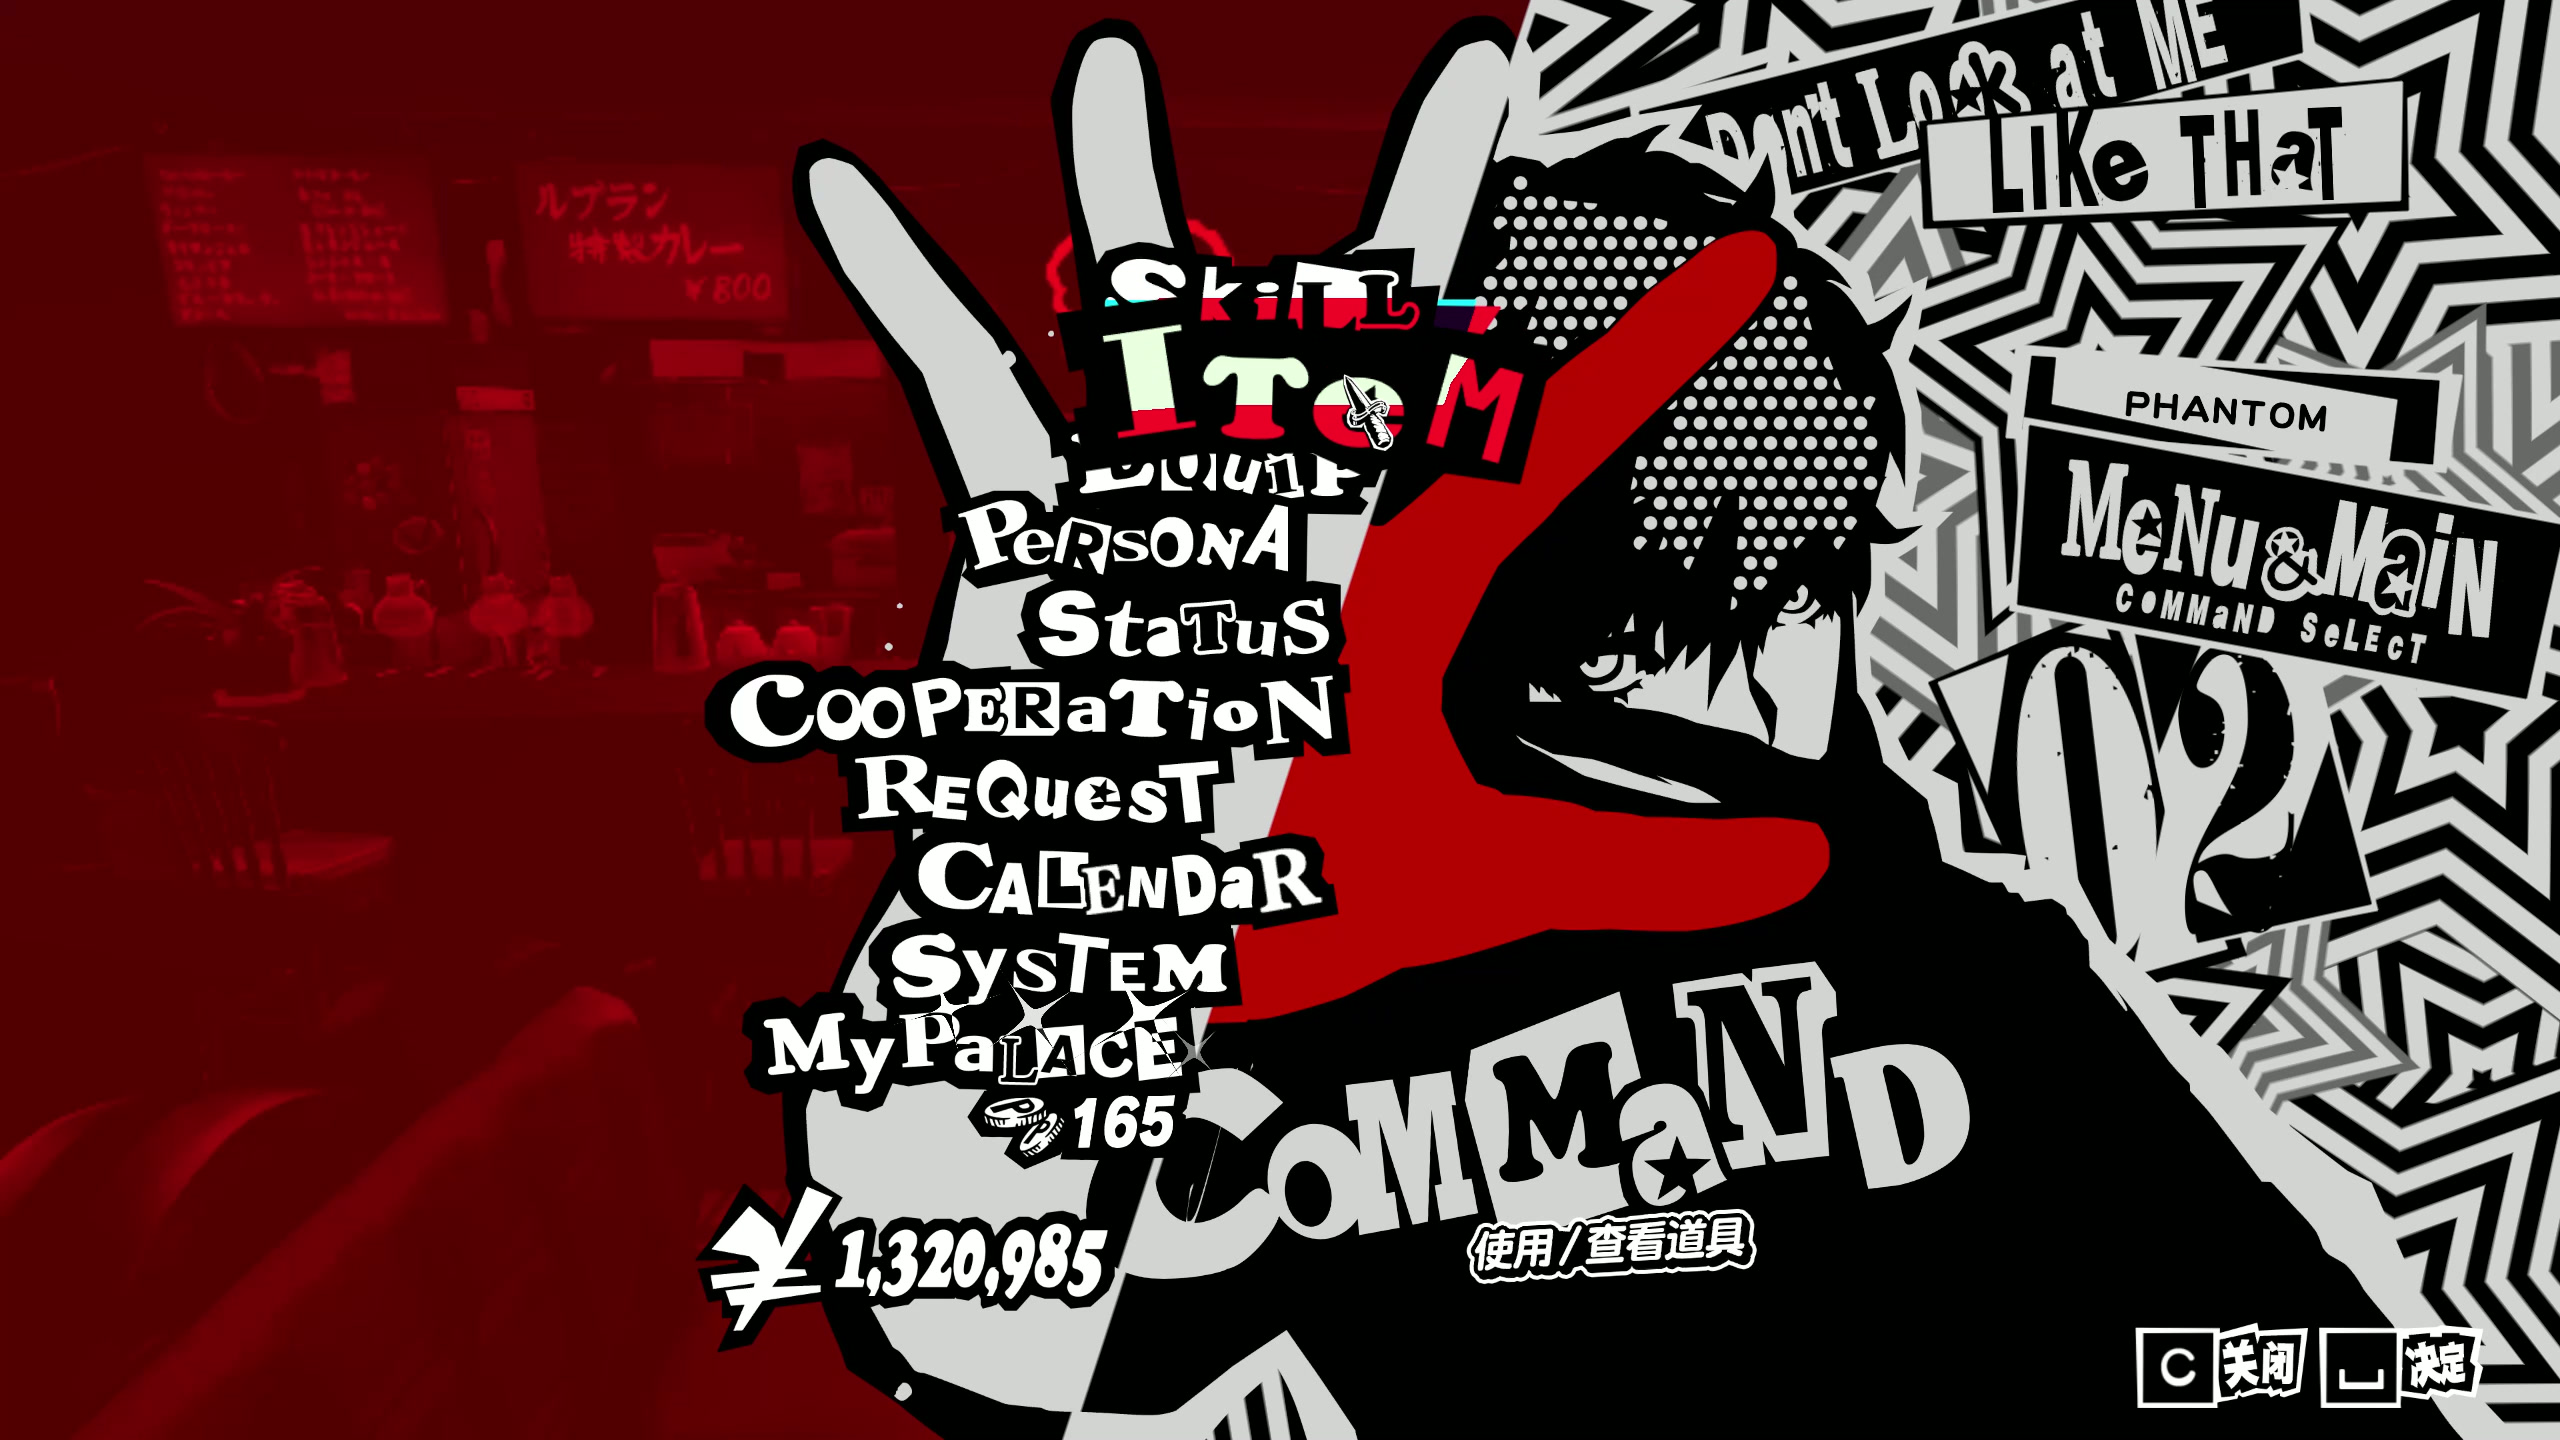 Don't Look at ME
LIKe THaT
ルブラン
特製カレー
¥800
SkiLL
ITeM
EQuiP
PeRSONA
StaTuS
COOPERaTioN
ReQuesT
CALENDaR
SySTEM
MyPaLACE
165
¥1,320,985
PHANTOM
MeNu&MaiN
COMMaND SeLECT
02
COMMaND
使用/查看道具
C 关闭 决定